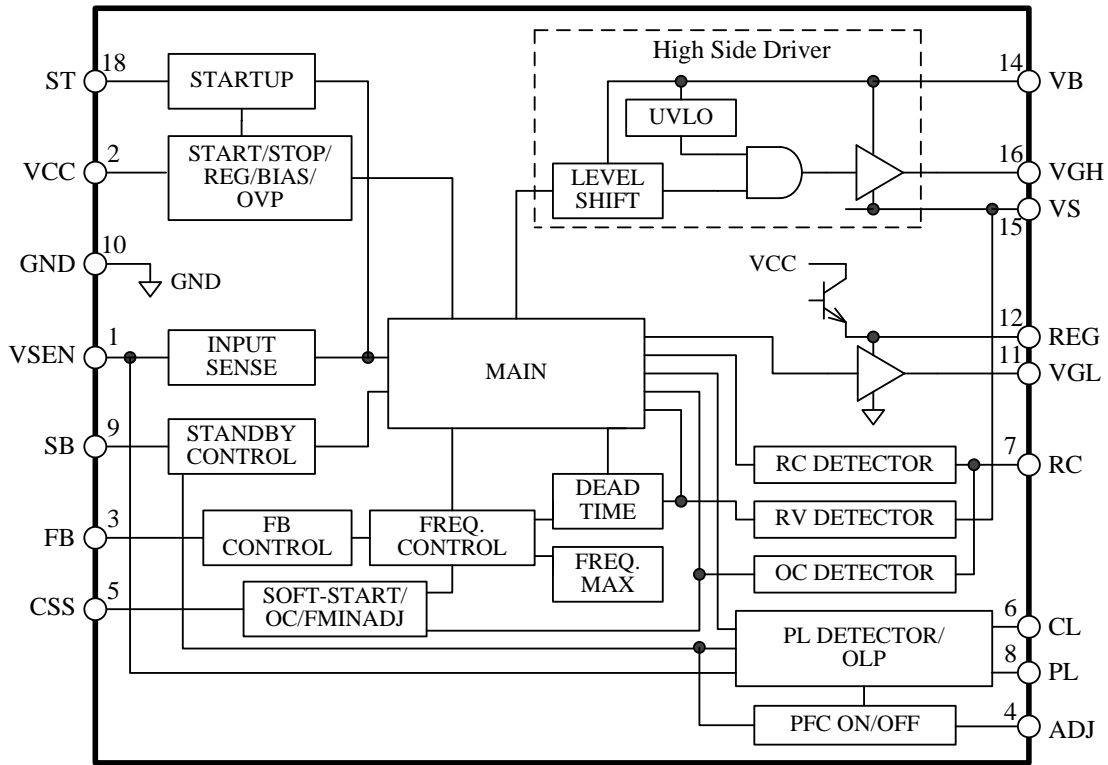 High Side Driver
18
ST
STARTUP
14
VB
UVLO
2
VCC
START/STOP/
REG/BIAS/
OVP
16
VGH
LEVEL
SHIFT
VS
15
10
GND
GND
VCC
1
VSEN
INPUT
SENSE
12
REG
MAIN
11
VGL
9
SB
STANDBY
CONTROL
7
RC DETECTOR
RC
DEAD
TIME
3
FB
FB
CONTROL
FREQ.
CONTROL
RV DETECTOR
FREQ.
MAX
OC DETECTOR
5
CSS
SOFT-START/
OC/FMINADJ
6
CL
PL DETECTOR/
OLP
8
PL
PFC ON/OFF
4
ADJ